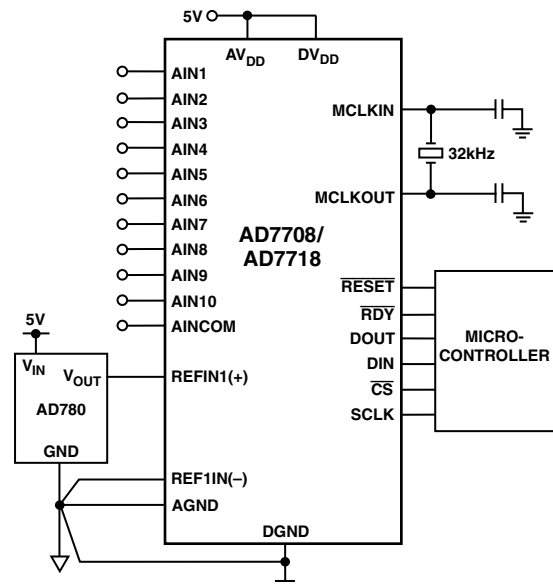 5V
AVDD
DVDD
AIN1
AIN2
AIN3
AIN4
AIN5
AIN6
AIN7
AIN8
AIN9
AIN10
AINCOM
REFIN1(+)
REF1IN(–)
AGND
DGND
AD7708/
AD7718
MCLKIN
32kHz
MCLKOUT
RESET
RDY
DOUT
DIN
CS
SCLK
MICRO-
CONTROLLER
5V
VIN
VOUT
AD780
GND